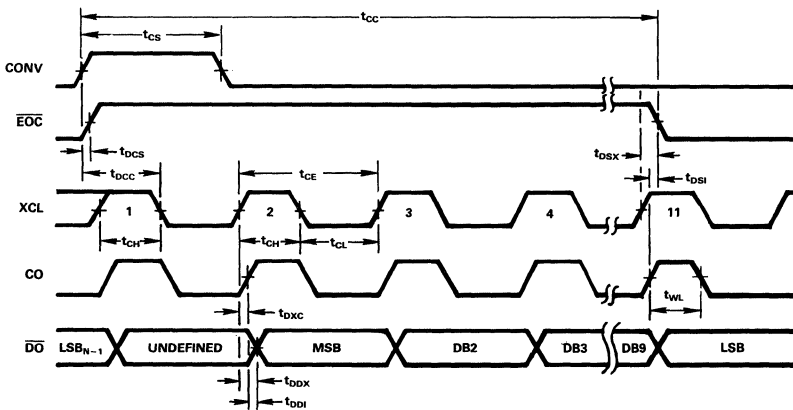 tCC
tCS
CONV
EOC
tDCS
tDCC
tCE
tDSX
tDSI
XCL
1
2
3
4
11
tCH
tCH
tCL
CO
tDXC
tWL
DO
LSBN–1
UNDEFINED
MSB
DB2
DB3
DB9
LSB
tDDX
tDDI